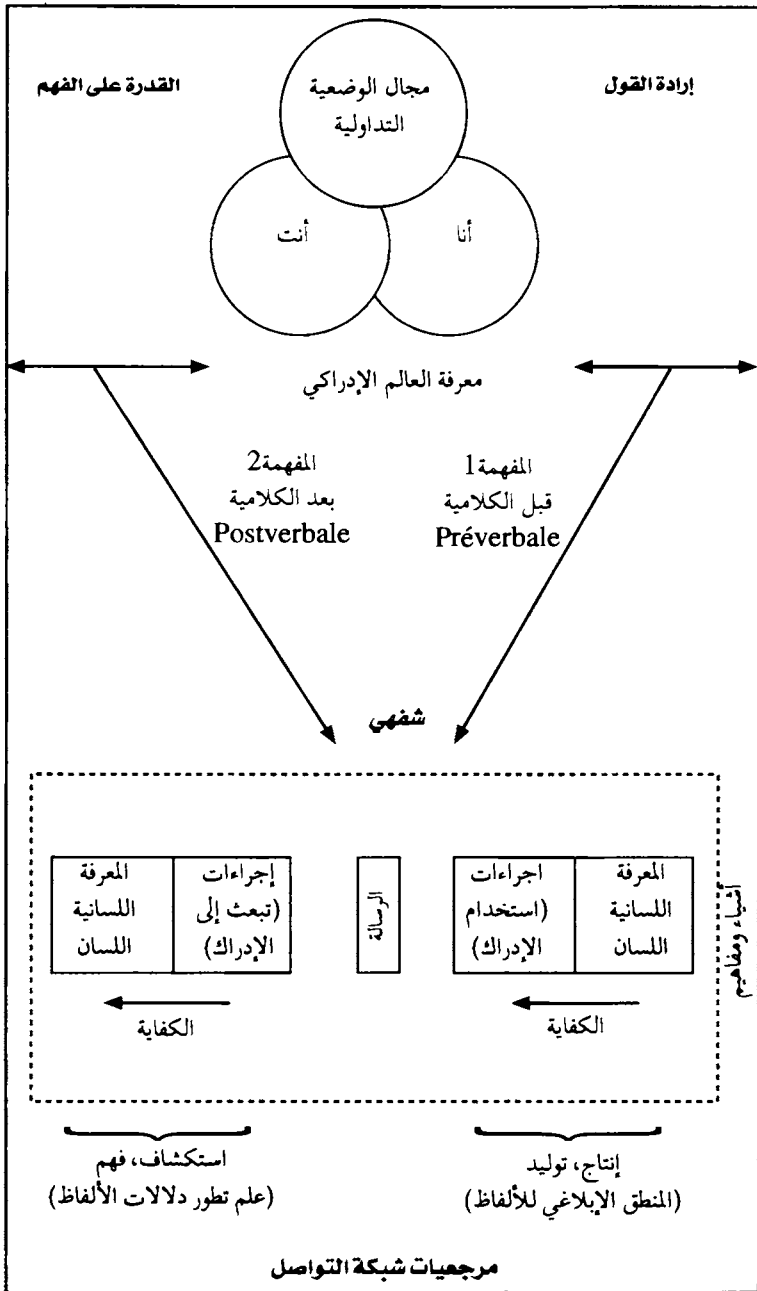 إرادة القول
مجال الوضعية
التداولية
القدرة على الفهم
أنا
أنت
معرفة العالم الإدراكي
المفهمة1
قبل الكلامية
Préverbale
المفهمة2
بعد الكلامية
Postverbale
شفهي
أشياء ومفاهيم
المعرفة
اللسانية
اللسان
اجراءات
(استخدام
الإدراك)
الرسالة
إجراءات
(تبعث إلى
الإدراك)
المعرفة
اللسانية
اللسان
الكفاية
الكفاية
إنتاج، توليد
(المنطق الإبلاغي للألفاظ)
استكشاف، فهم
(علم تطور دلالات الألفاظ)
مرجعيات شبكة التواصل